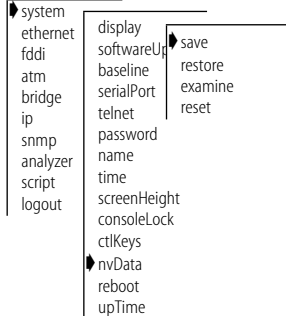 system
ethernet
fddi
atm
bridge
ip
snmp
analyzer
script
logout
display
softwareUp
baseline
serialPort
telnet
password
name
time
screenHeight
consoleLock
ctlKeys
nvData
reboot
upTime
save
restore
examine
reset